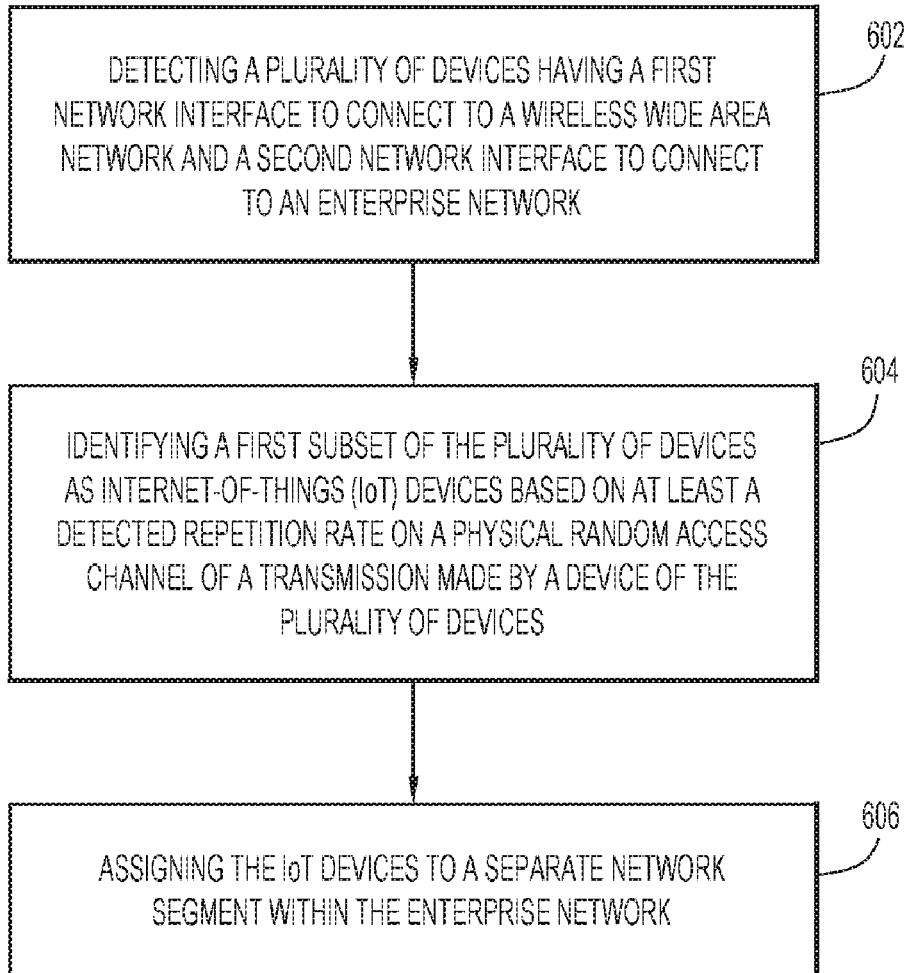 602
DETECTING A PLURALITY OF DEVICES HAVING A FIRST
NETWORK INTERFACE TO CONNECT TO A WIRELESS WIDE AREA
NETWORK AND A SECOND NETWORK INTERFACE TO CONNECT
TO AN ENTERPRISE NETWORK
604
IDENTIFYING A FIRST SUBSET OF THE PLURALITY OF DEVICES
AS INTERNET-OF-THINGS (IoT) DEVICES BASED ON AT LEAST A
DETECTED REPETITION RATE ON A PHYSICAL RANDOM ACCESS
CHANNEL OF A TRANSMISSION MADE BY A DEVICE OF THE
PLURALITY OF DEVICES
606
ASSIGNING THE IoT DEVICES TO A SEPARATE NETWORK
SEGMENT WITHIN THE ENTERPRISE NETWORK